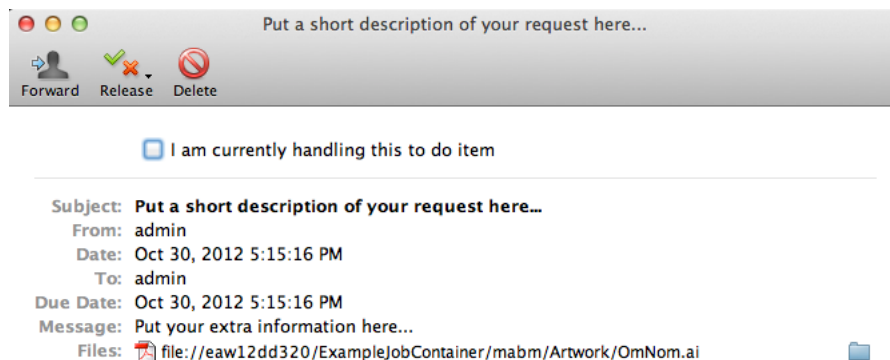 Put a short description of your request here...
Forward Release Delete
I am currently handling this to do item
Subject: Put a short description of your request here...
From: admin
Date: Oct 30, 2012 5:15:16 PM
To: admin
Due Date: Oct 30, 2012 5:15:16 PM
Message: Put your extra information here...
Files: file://eaw12dd320/ExampleJobContainer/mabm/Artwork/OmNom.ai